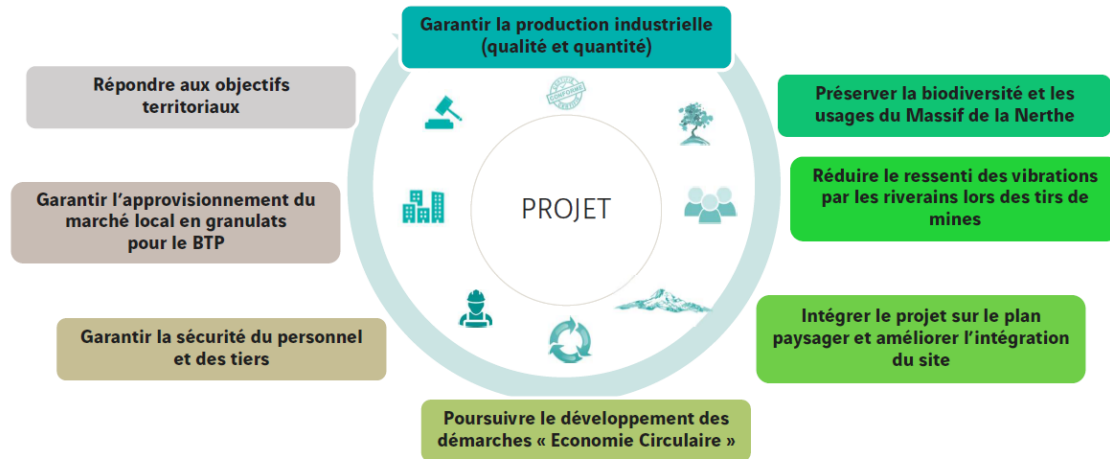 Garantir la production industrielle
(qualité et quantité)
Répondre aux objectifs
territoriaux
CONFORME
Préserver la biodiversité et les
usages du Massif de la Nerthe
Garantir l’approvisionnement du
marché local en granulats
pour le BTP
PROJET
Réduire le ressenti des vibrations
par les riverains lors des tirs de
mines
Garantir la sécurité du personnel
et des tiers
Intégrer le projet sur le plan
paysager et améliorer l’intégration
du site
Poursuivre le développement des
démarches « Economie Circulaire »